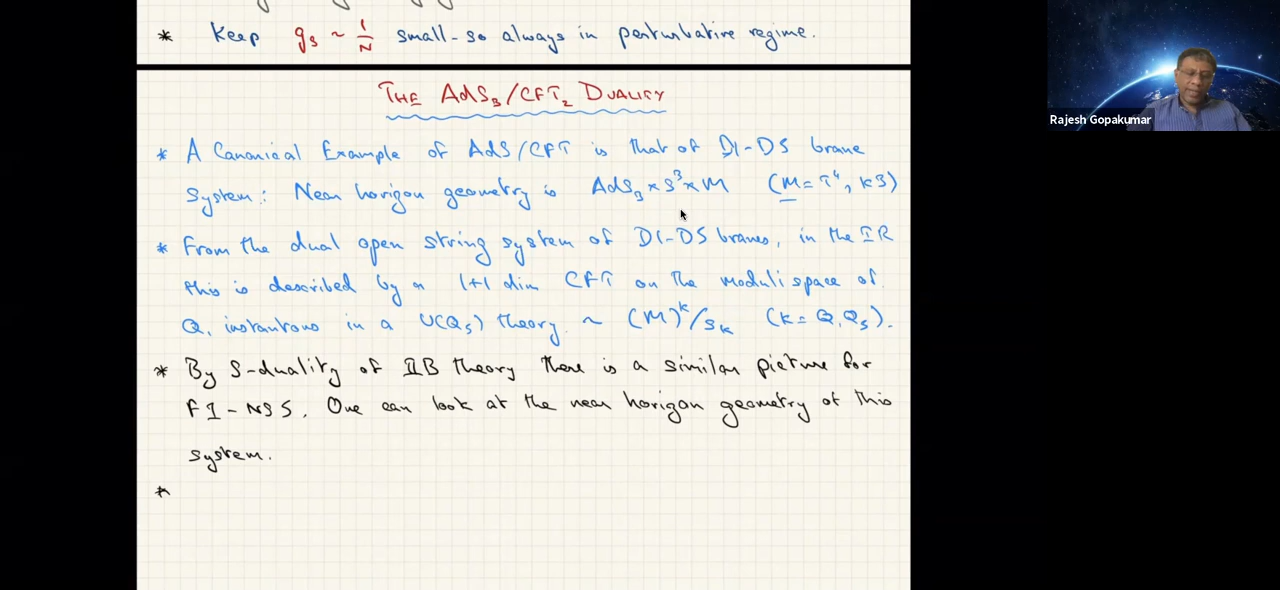 * Keep gs ~ 1/N small - so always in perturbative regime.
THE AdS3/CFT2 DUALITY
* A Canonical Example of AdS/CFT is that of D1-D5 brane
system: Near horizon geometry is AdS3 x S³ x M (M = T⁴, K3)
* From the dual open string system of D1-D5 branes, in the IR
this is described by a 1+1 dim CFT on the moduli space of
Q1 instantons in a U(Q5) theory ~ (M)^k/Sk (k = Q1Q5).
* By S-duality of IIB theory there is a similar picture for
F1-NS5. One can look at the near horizon geometry of this
system.
*
Rajesh Gopakumar